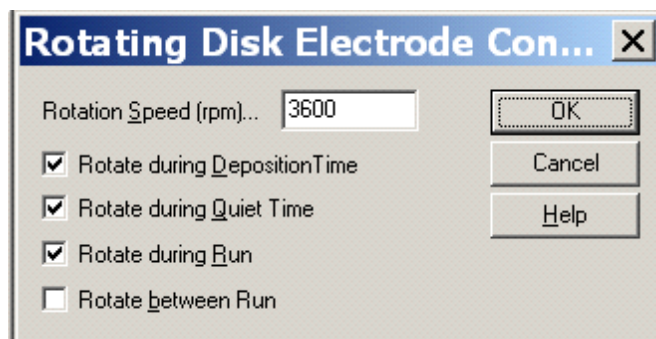 Rotating Disk Electrode Con...
Rotation Speed (rpm)... 3600
OK
Rotate during DepositionTime
Cancel
Rotate during Quiet Time
Help
Rotate during Run
Rotate between Run